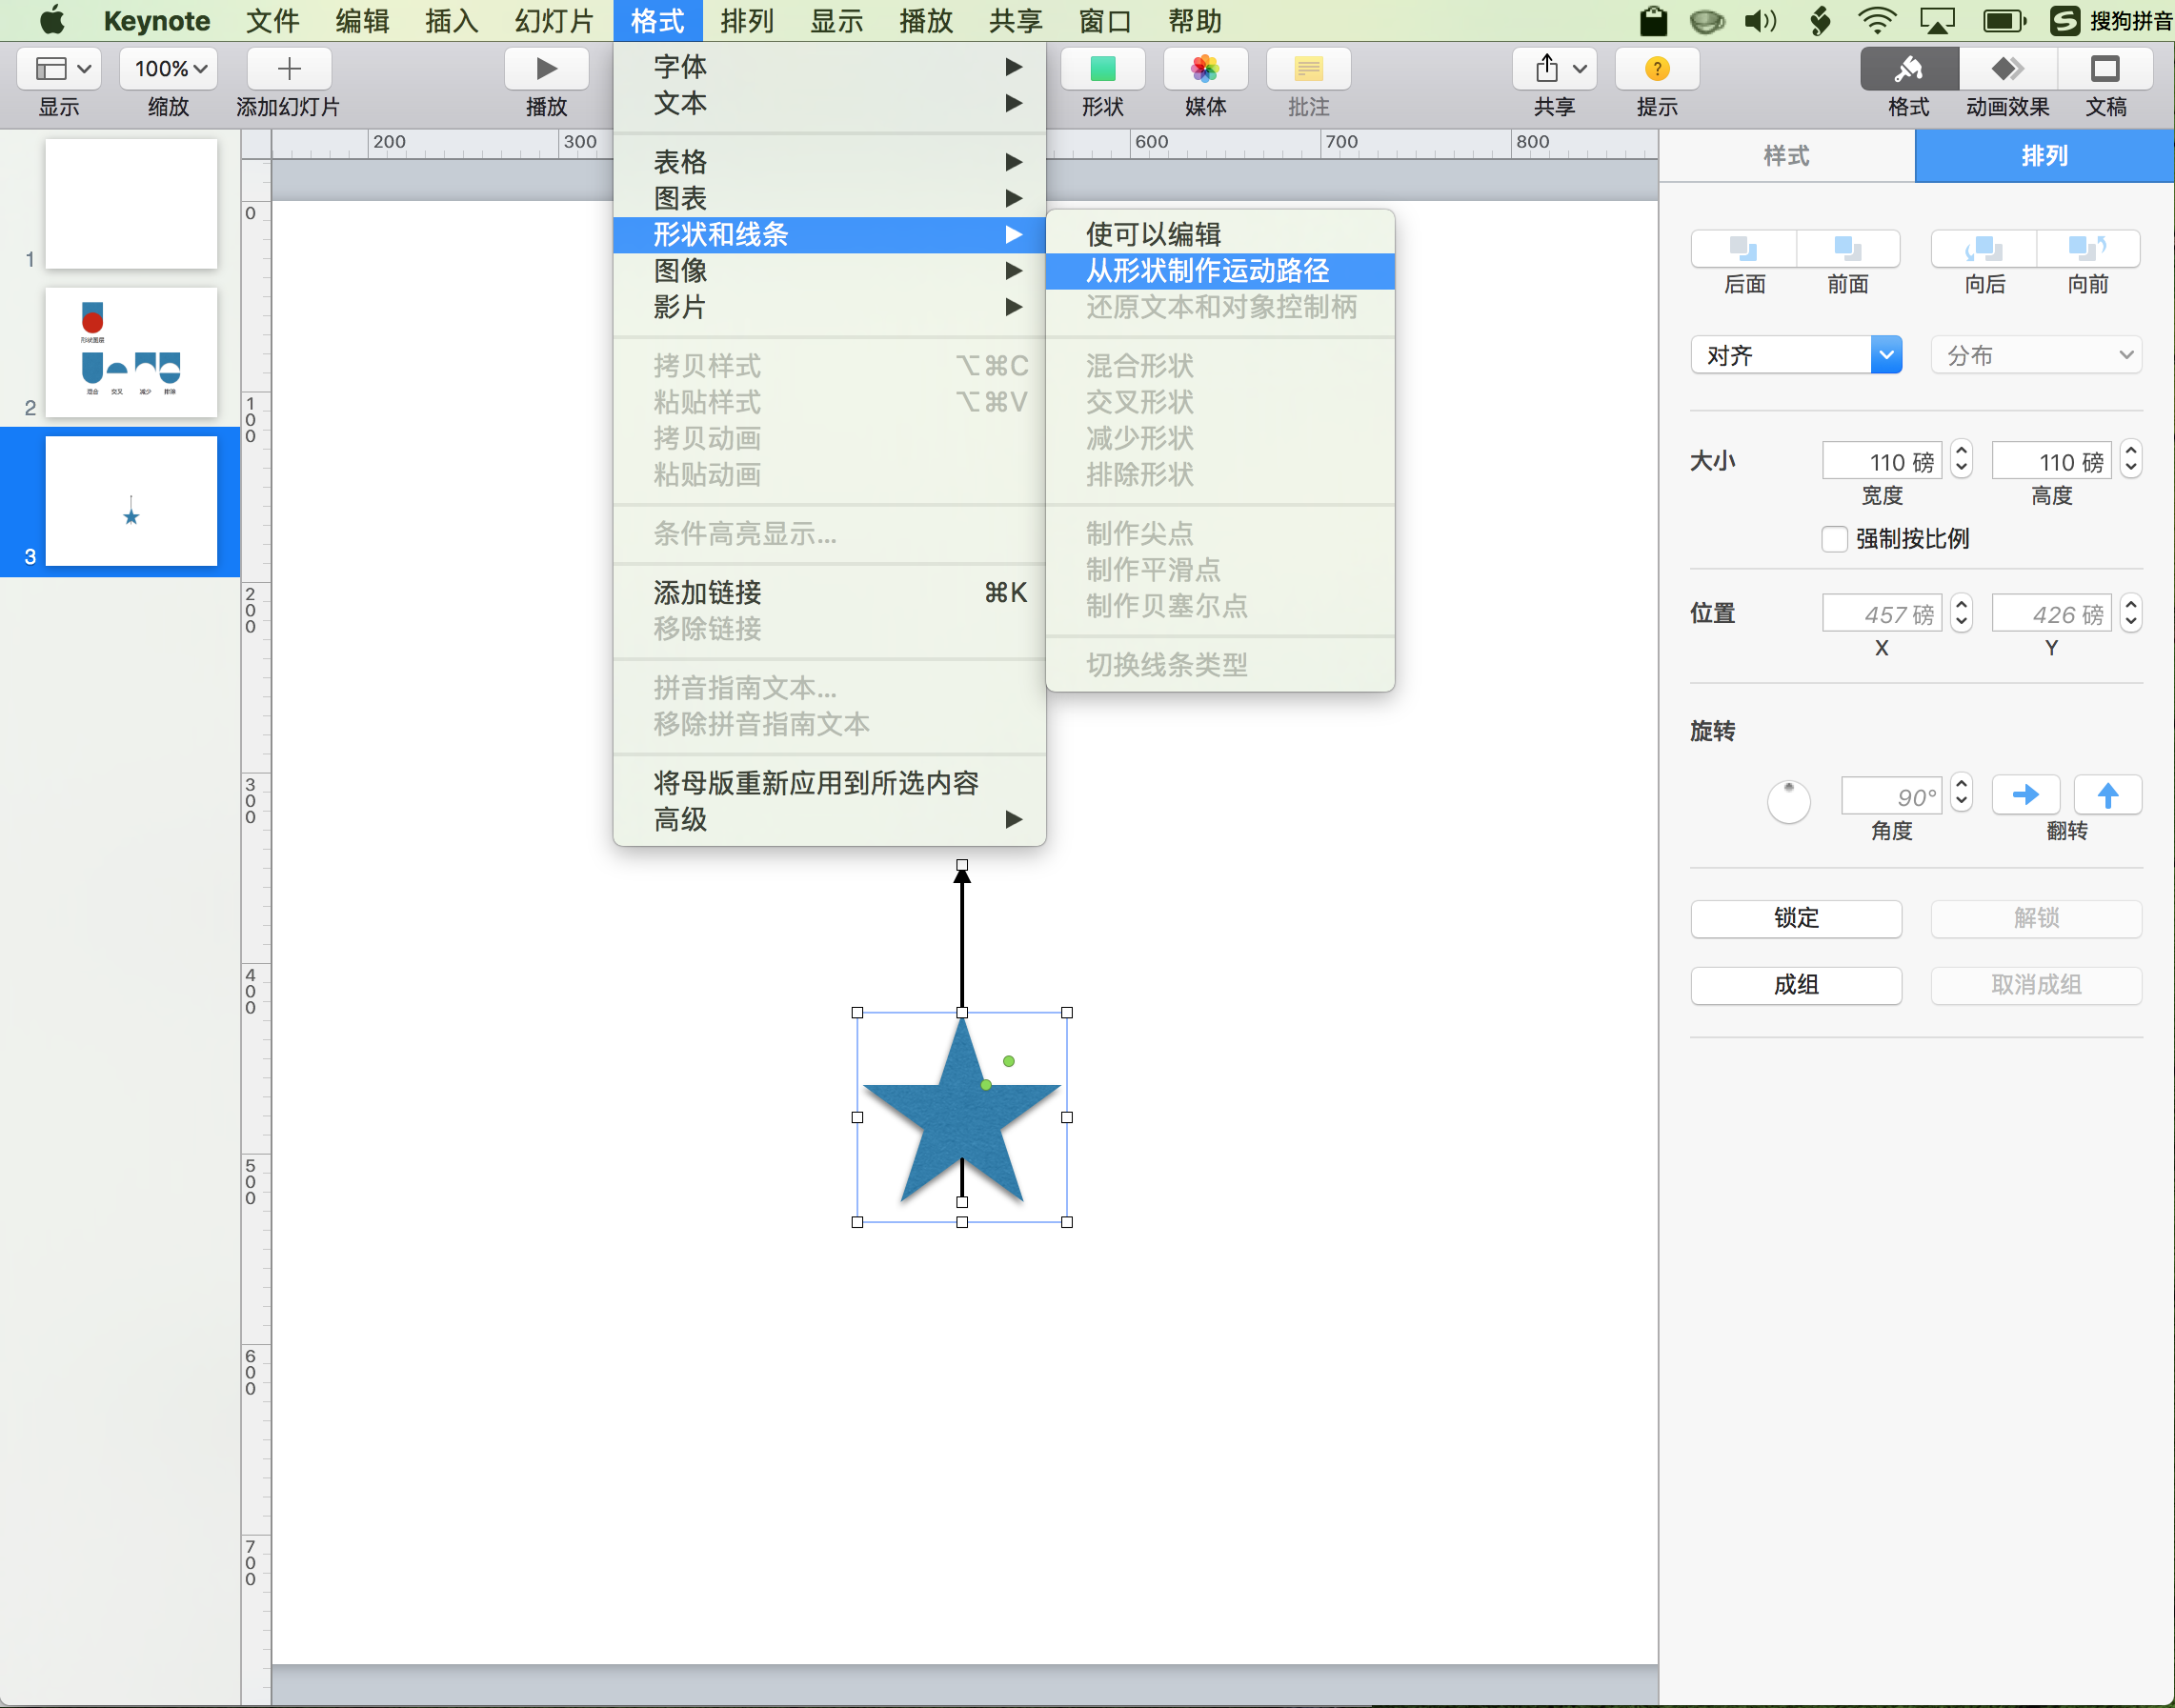 Keynote 文件 编辑 插入 幻灯片 格式 排列 显示 播放 共享 窗口 帮助 搜狗拼音
100%
显示 缩放 添加幻灯片 播放 形状 媒体 批注 共享 提示 格式 动画效果 文稿
200 300 600 700 800
0
100
200
300
400
500
600
700
1
2
3
形状图层
混合 交叉 减少 排除
字体
文本
表格
图表
形状和线条
图像
影片
拷贝样式 ⌥⌘C
粘贴样式 ⌥⌘V
拷贝动画
粘贴动画
条件高亮显示...
添加链接 ⌘K
移除链接
拼音指南文本...
移除拼音指南文本
将母版重新应用到所选内容
高级
使可以编辑
从形状制作运动路径
还原文本和对象控制柄
混合形状
交叉形状
减少形状
排除形状
制作尖点
制作平滑点
制作贝塞尔点
切换线条类型
样式 排列
后面 前面 向后 向前
对齐 分布
大小 110 磅 110 磅
宽度 高度
强制按比例
位置 457 磅 426 磅
X Y
旋转
90°
角度 翻转
锁定 解锁
成组 取消成组